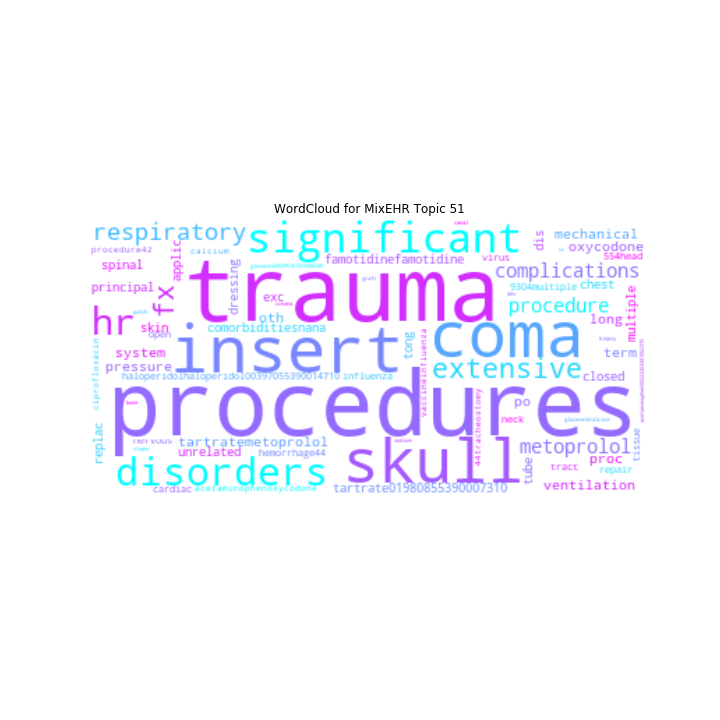 WordCloud for MixEHR Topic 51
respiratory
significant
dis
mechanical
oxycodone
procedure42
calcium
applic
famotidinefamotidine
virus
554head
spinal
trauma
complications
principal
dressing
9304multiple
chest
fx
exc
procedure
multiple
hr
oth
long
skin
comorbiditiesnana
open
insert
coma
tong
system
term
pressure
extensive
closed
ciprofloxacin
haloperidolhaloperidol00397055390014710
influenza
vaccineinfluenza
procedures
po
neck
44tracheostomy
replac
nervous
tartratemetoprolol
skull
metoprolol
tissue
unrelated
hemorrhage44
proc
disorders
tube
tract
repair
cardiac
acetaminophenoxycodone
tartrate01980855390007310
ventilation